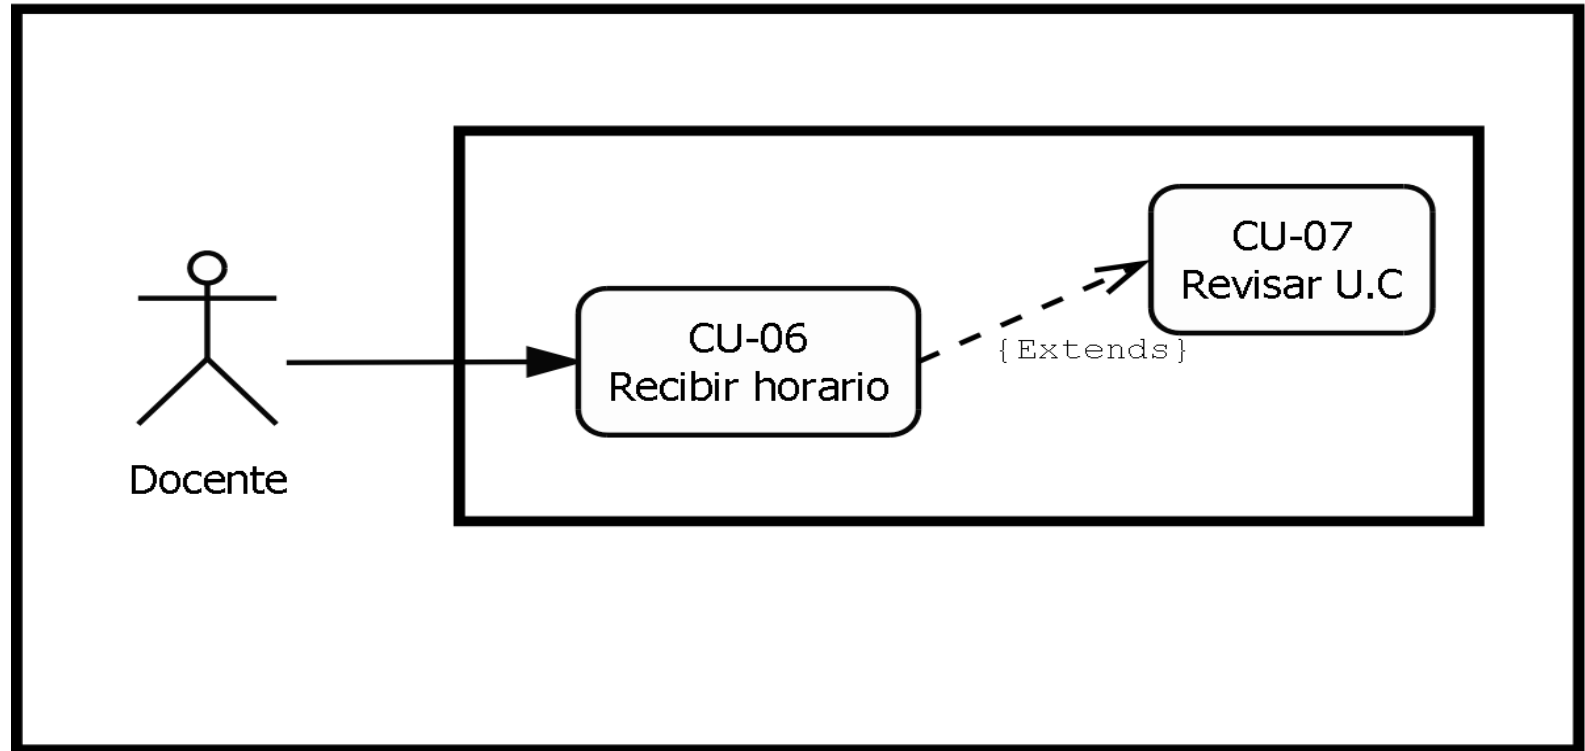 CU-07
Revisar U.C
CU-06
Recibir horario
{Extends}
Docente